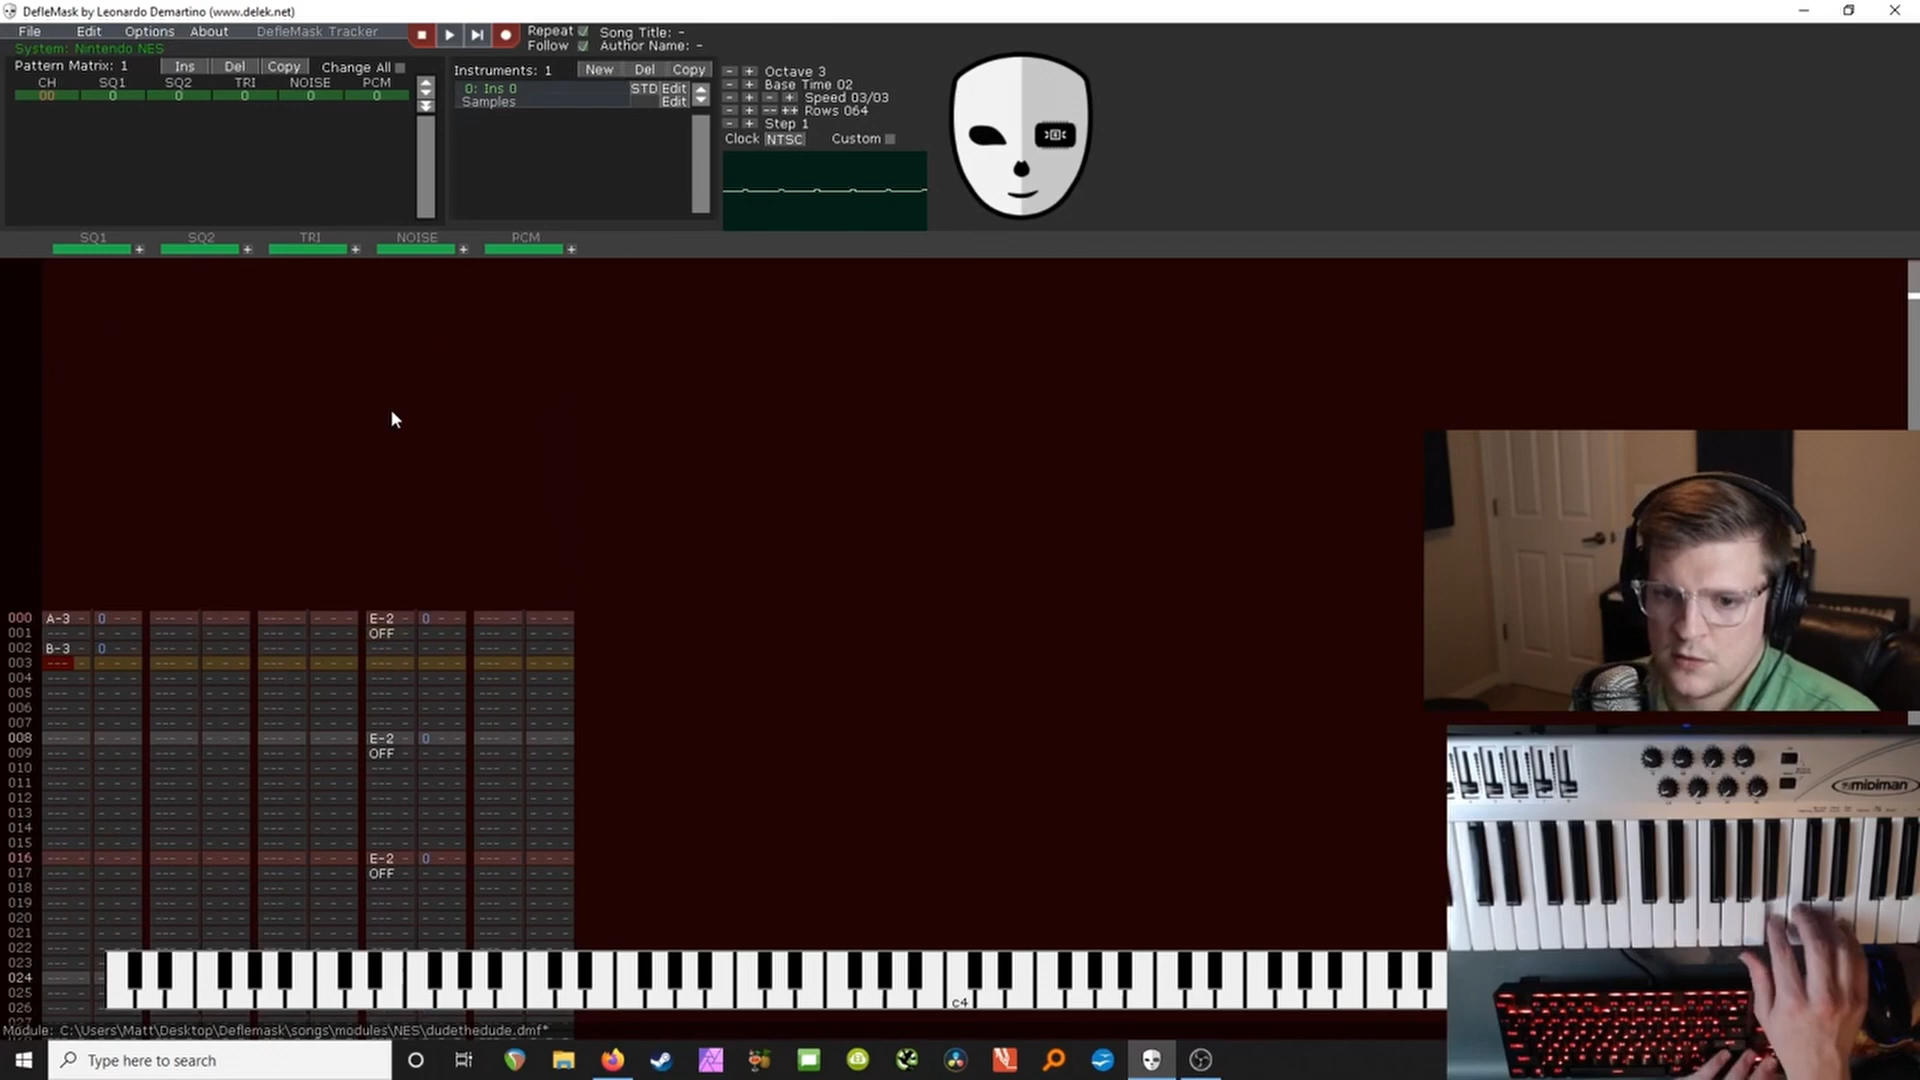 DefleMask by Leonardo Demartino (www.delek.net)
File Edit Options About DefleMask Tracker
Repeat Song Title: -
Follow Author Name: -
System: Nintendo NES
Pattern Matrix: 1 Ins Del Copy Change All
CH SQ1 SQ2 TRI NOISE PCM
00 0 0 0 0 0
Instruments: 1 New Del Copy
0: Ins 0 STD Edit
Samples Edit
- + Octave 3
- + Base Time 02
- + - + Speed 03/03
- + -- ++ Rows 064
- + Step 1
Clock NTSC Custom
SQ1 + SQ2 + TRI + NOISE + PCM +
000 A-3 0 E-2 0
001 OFF
002 B-3 0
003
004
005
006
007
008 E-2 0
009 OFF
010
011
012
013
014
015
016 E-2 0
017 OFF
018
019
020
021
022
023
024
025
026
c4
Module: C:\Users\Matt\Desktop\Deflemask\songs\modules\NES\dudethedude.dmf*
Type here to search
midiman